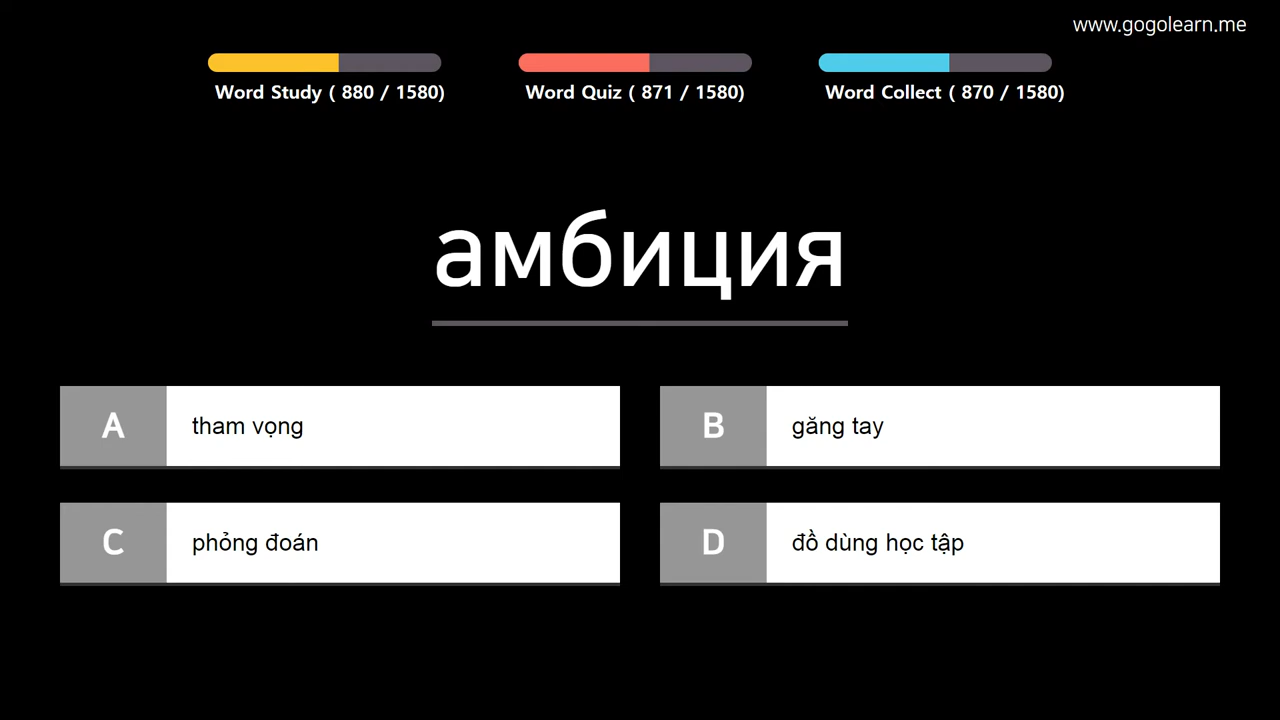 www.gogolearn.me
Word Study ( 880 / 1580)
Word Quiz ( 871 / 1580)
Word Collect ( 870 / 1580)
амбиция
A
tham vọng
B
găng tay
C
phỏng đoán
D
đồ dùng học tập